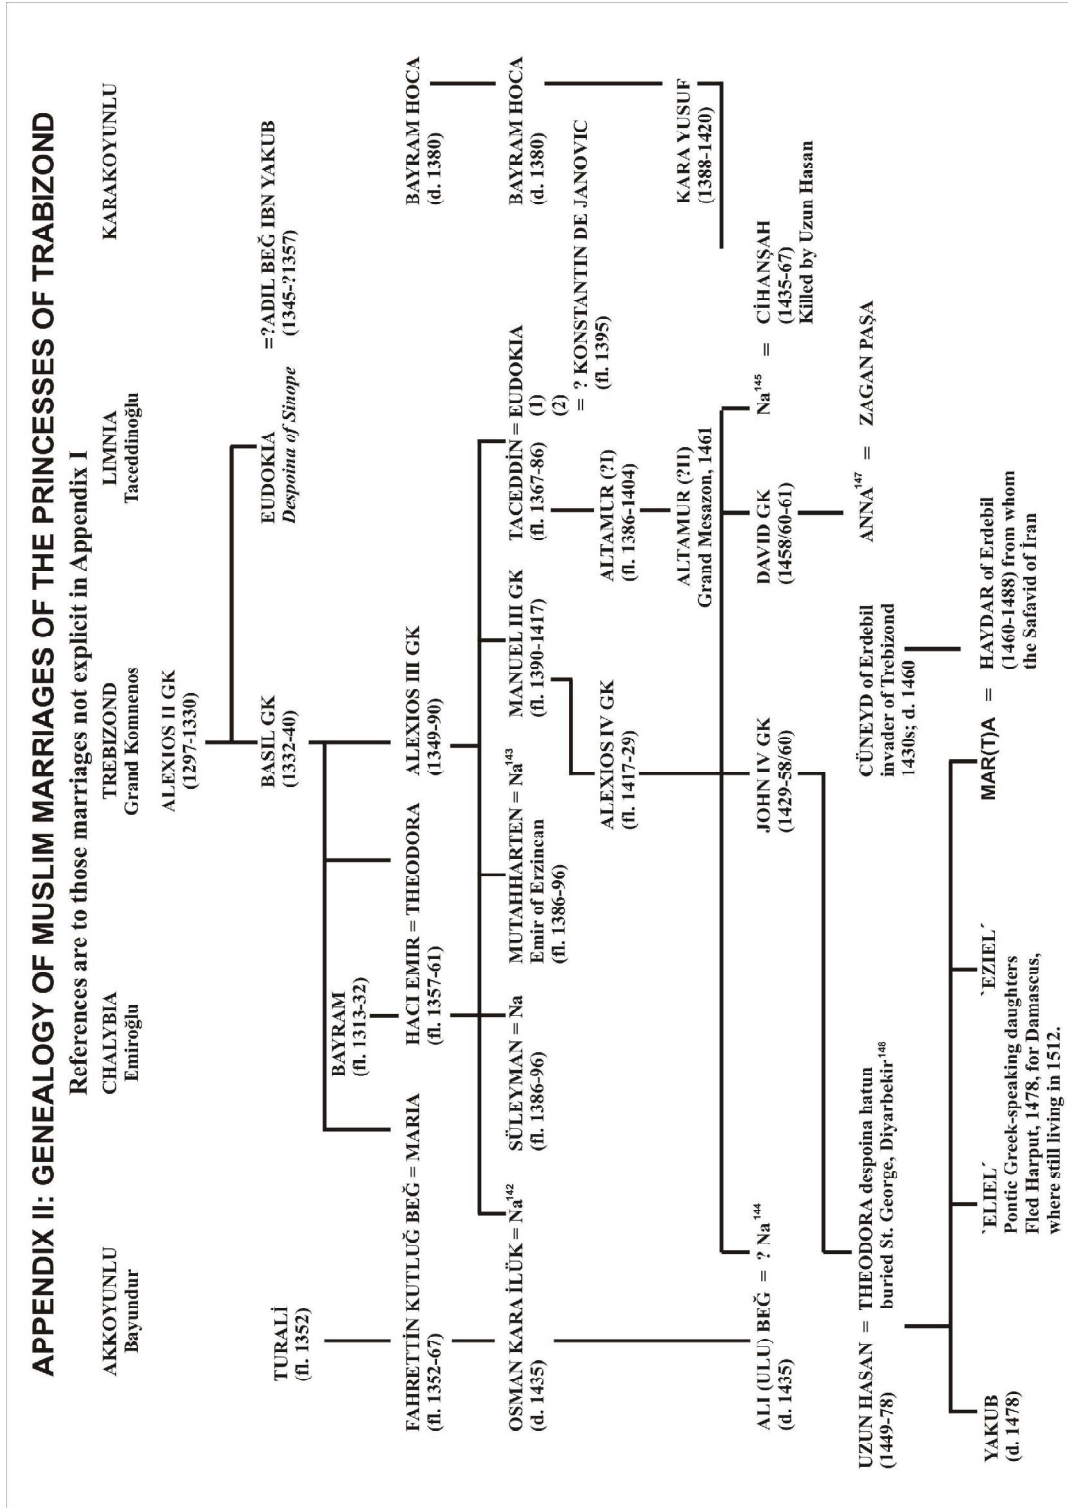 APPENDIX II: GENEALOGY OF MUSLIM MARRIAGES OF THE PRINCESSES OF TRABIZOND
References are to those marriages not explicit in Appendix I
AKKOYUNLU
Bayundur
CHALYBIA
Emiroğlu
TREBIZOND
Grand Komnenos
LIMNIA
Taceddinoğlu
KARAKOYUNLU
ALEXIOS II GK
(1297-1330)
TURALİ
(fl. 1352)
BASIL GK
(1332-40)
EUDOKIA
Despoina of Sinope
=?ADIL BEĞ IBN YAKUB
(1345-?1357)
BAYRAM
(fl. 1313-32)
FAHRETTİN KUTLUĞ BEĞ = MARIA
(fl. 1352-67)
HACI EMIR = THEODORA
(fl. 1357-61)
ALEXIOS III GK
(1349-90)
BAYRAM HOCA
(d. 1380)
OSMAN KARA İLÜK = Na142
(d. 1435)
SÜLEYMAN = Na
(fl. 1386-96)
MUTAHHARTEN = Na143
Emir of Erzincan
(fl. 1386-96)
MANUEL III GK
(fl. 1390-1417)
TACEDDİN = EUDOKIA
(fl. 1367-86)
(1)
(2)
= ? KONSTANTIN DE JANOVIC
(fl. 1395)
BAYRAM HOCA
(d. 1380)
ALEXIOS IV GK
(fl. 1417-29)
ALTAMUR (?I)
(fl. 1386-1404)
ALTAMUR (?II)
Grand Mesazon, 1461
KARA YUSUF
(1388-1420)
ALI (ULU) BEĞ = ? Na144
(d. 1435)
JOHN IV GK
(1429-58/60)
DAVID GK
(1458/60-61)
Na145 = CİHANŞAH
(1435-67)
Killed by Uzun Hasan
UZUN HASAN = THEODORA despoina hatun
(1449-78)
buried St. George, Diyarbekir148
CÜNEYD of Erdebil
invader of Trebizond
1430s; d. 1460
ANNA147 = ZAGAN PAŞA
YAKUB
(d. 1478)
`ELIEL´
`EZIEL´
Pontic Greek-speaking daughters
Fled Harput, 1478, for Damascus,
where still living in 1512.
MAR(T)A = HAYDAR of Erdebil
(1460-1488) from whom
the Safavid of İran